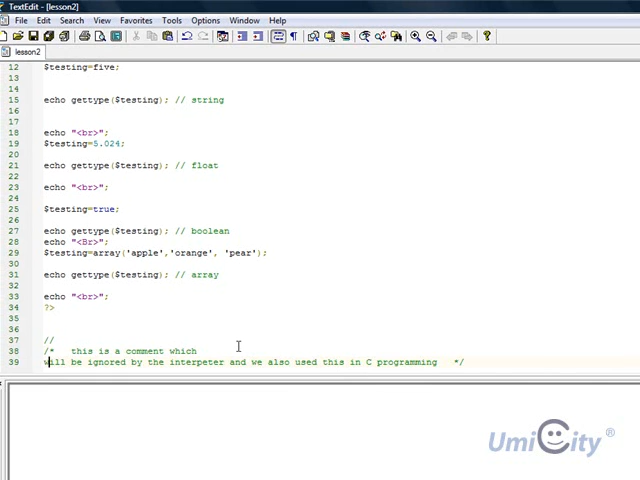 TextEdit - [lesson2]
File Edit Search View Favorites Tools Options Window Help
lesson2
12 $testing=five;
13
14
15 echo gettype($testing); // string
16
17
18 echo "<br>";
19 $testing=5.024;
20
21 echo gettype($testing); // float
22
23 echo "<br>";
24
25 $testing=true;
26
27 echo gettype($testing); // boolean
28 echo "<Br>";
29 $testing=array('apple','orange', 'pear');
30
31 echo gettype($testing); // array
32
33 echo "<br>";
34 ?>
35
36
37 //
38 /* this is a comment which
39 will be ignored by the interpeter and we also used this in C programming */
UmiCity ®